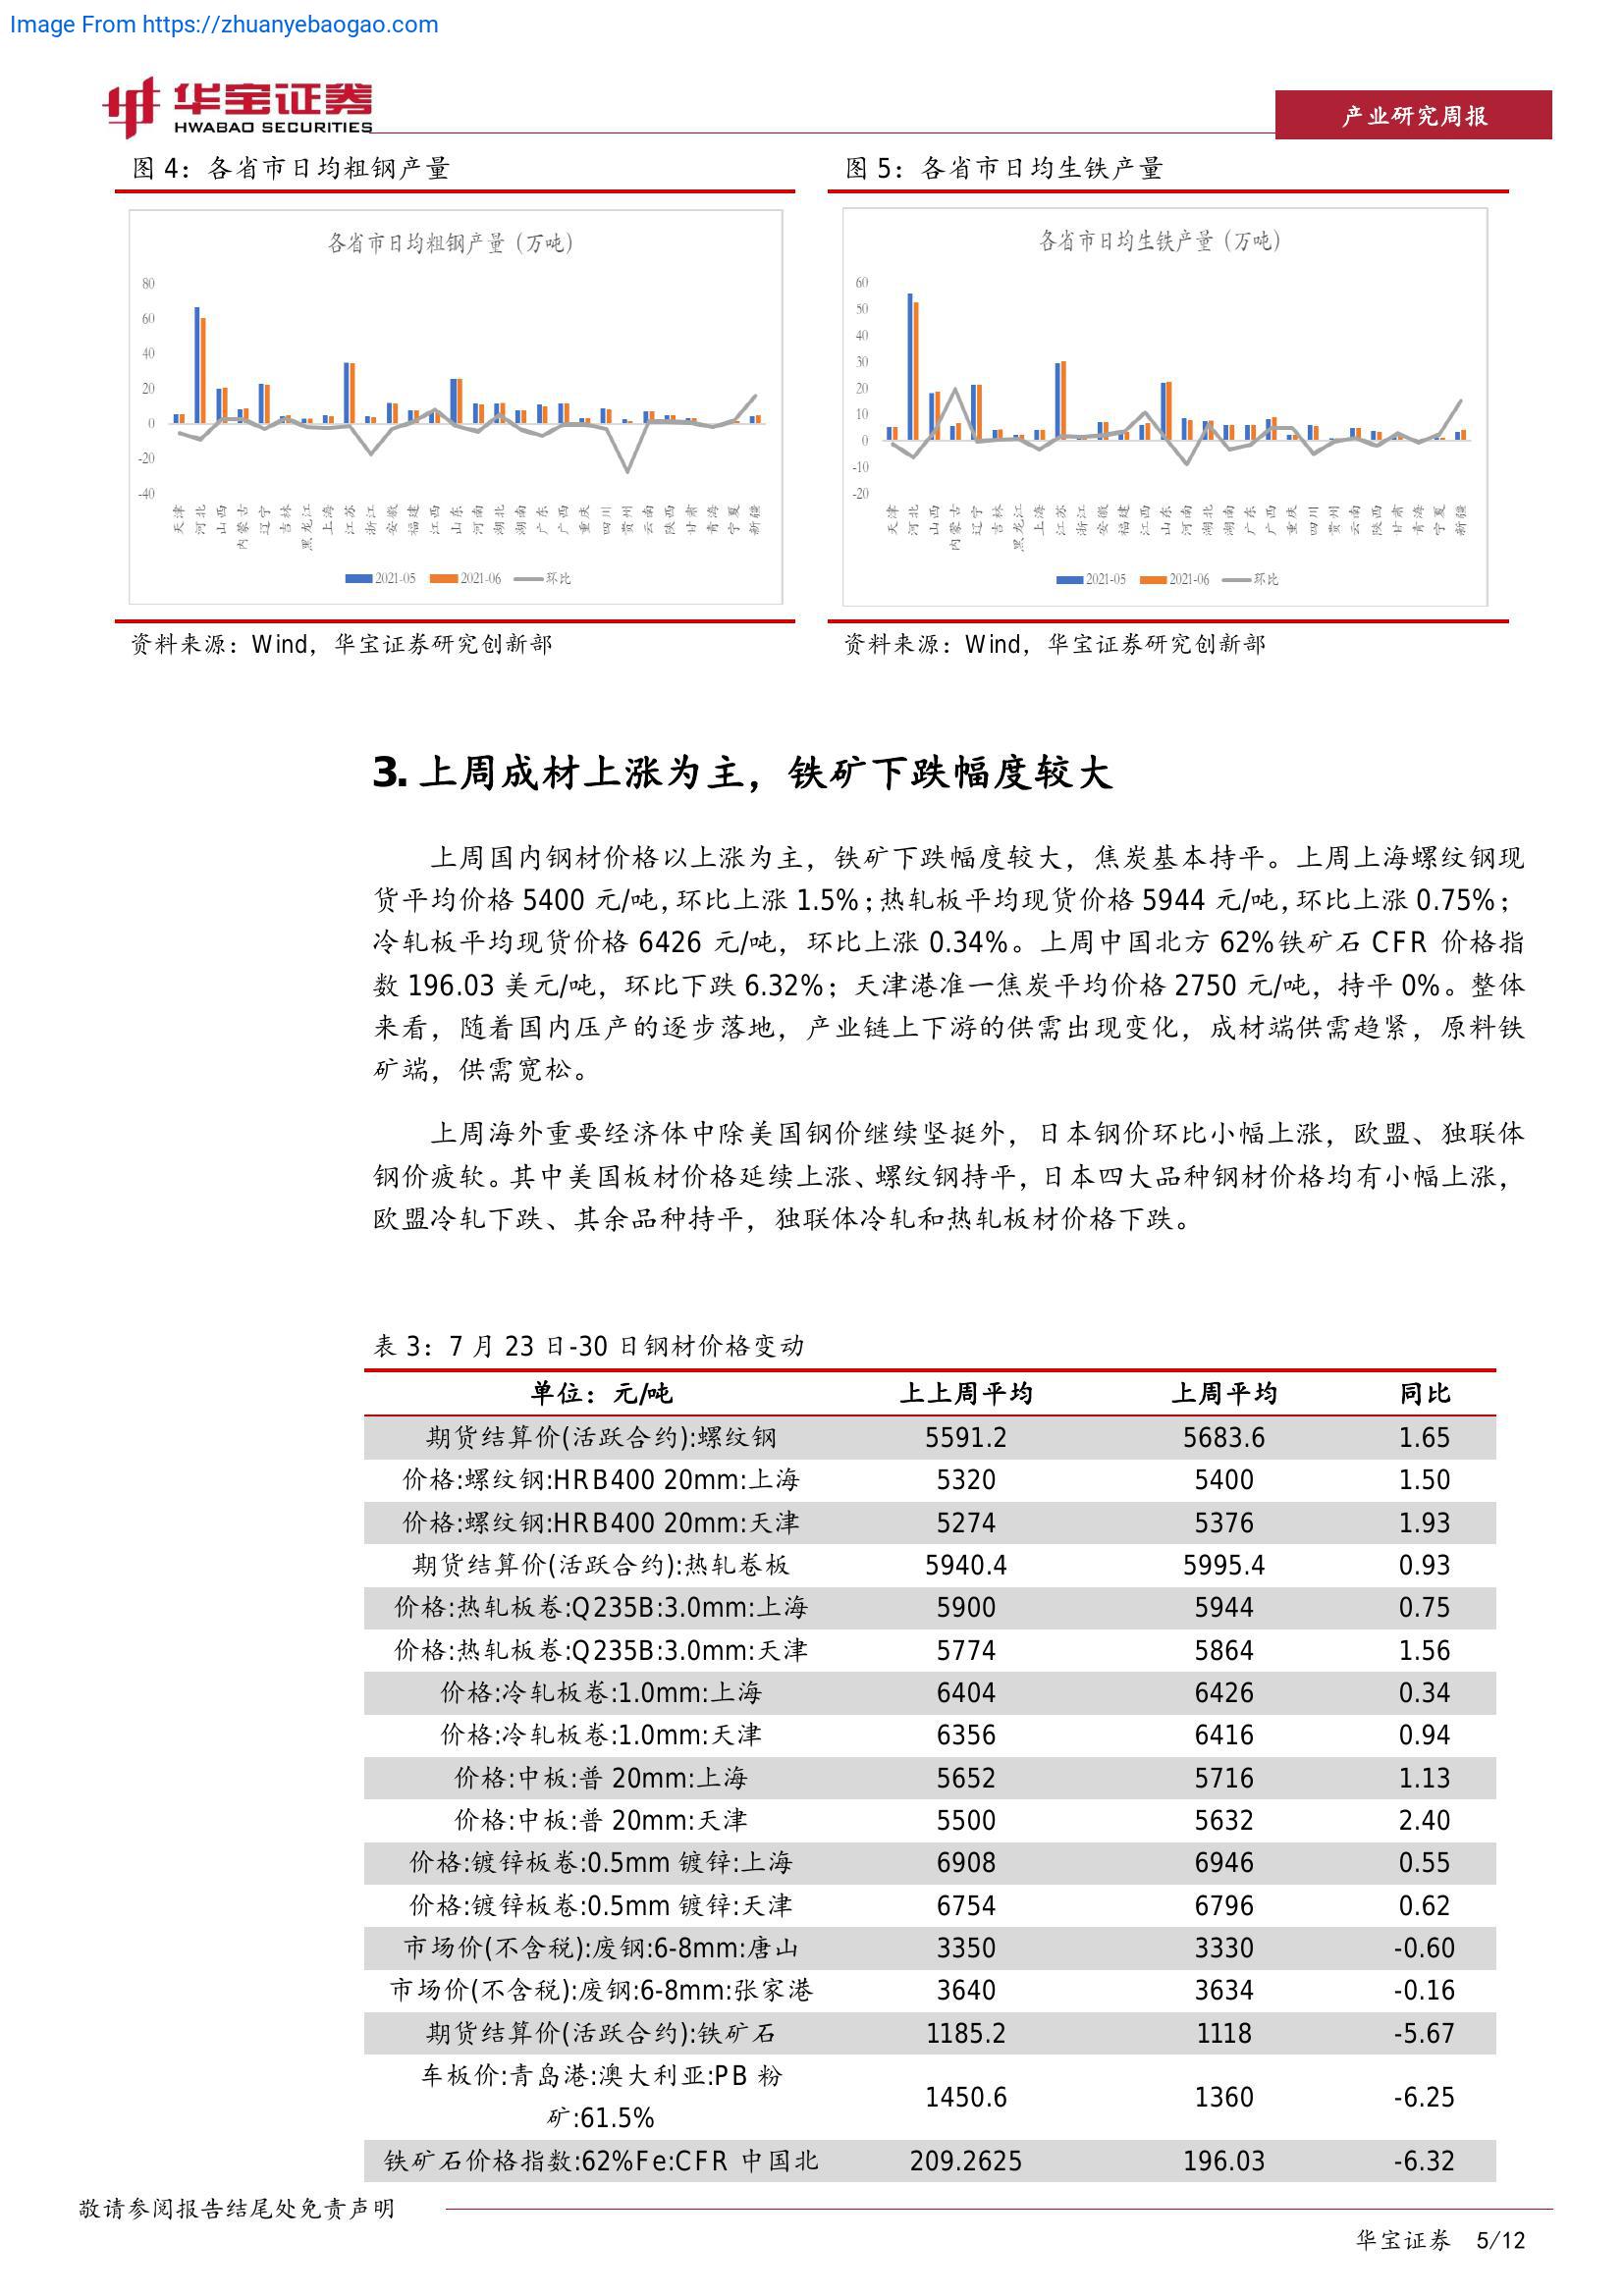 Image From https://zhuanyebaogao.com
华宝证券
HWABAO SECURITIES
产业研究周报
图 4：各省市日均粗钢产量
图 5：各省市日均生铁产量
各省市日均粗钢产量（万吨）
80
60
40
20
0
-20
-40
天津 河北 山西 内蒙古 辽宁 吉林 黑龙江 上海 江苏 浙江 安徽 福建 江西 山东 河南 湖北 湖南 广东 广西 重庆 四川 贵州 云南 陕西 甘肃 青海 宁夏 新疆
2021-05 2021-06 环比
各省市日均生铁产量（万吨）
60
50
40
30
20
10
0
-10
-20
天津 河北 山西 内蒙古 辽宁 吉林 黑龙江 上海 江苏 浙江 安徽 福建 江西 山东 河南 湖北 湖南 广东 广西 重庆 四川 贵州 云南 陕西 甘肃 青海 宁夏 新疆
2021-05 2021-06 环比
资料来源：Wind，华宝证券研究创新部
资料来源：Wind，华宝证券研究创新部
3. 上周成材上涨为主，铁矿下跌幅度较大
上周国内钢材价格以上涨为主，铁矿下跌幅度较大，焦炭基本持平。上周上海螺纹钢现
货平均价格 5400 元/吨，环比上涨 1.5%；热轧板平均现货价格 5944 元/吨，环比上涨 0.75%；
冷轧板平均现货价格 6426 元/吨，环比上涨 0.34%。上周中国北方 62%铁矿石 CFR 价格指
数 196.03 美元/吨，环比下跌 6.32%；天津港准一焦炭平均价格 2750 元/吨，持平 0%。整体
来看，随着国内压产的逐步落地，产业链上下游的供需出现变化，成材端供需趋紧，原料铁
矿端，供需宽松。
上周海外重要经济体中除美国钢价继续坚挺外，日本钢价环比小幅上涨，欧盟、独联体
钢价疲软。其中美国板材价格延续上涨、螺纹钢持平，日本四大品种钢材价格均有小幅上涨，
欧盟冷轧下跌、其余品种持平，独联体冷轧和热轧板材价格下跌。
表 3：7 月 23 日-30 日钢材价格变动
单位：元/吨 上上周平均 上周平均 同比
期货结算价(活跃合约):螺纹钢 5591.2 5683.6 1.65
价格:螺纹钢:HRB400 20mm:上海 5320 5400 1.50
价格:螺纹钢:HRB400 20mm:天津 5274 5376 1.93
期货结算价(活跃合约):热轧卷板 5940.4 5995.4 0.93
价格:热轧板卷:Q235B:3.0mm:上海 5900 5944 0.75
价格:热轧板卷:Q235B:3.0mm:天津 5774 5864 1.56
价格:冷轧板卷:1.0mm:上海 6404 6426 0.34
价格:冷轧板卷:1.0mm:天津 6356 6416 0.94
价格:中板:普 20mm:上海 5652 5716 1.13
价格:中板:普 20mm:天津 5500 5632 2.40
价格:镀锌板卷:0.5mm 镀锌:上海 6908 6946 0.55
价格:镀锌板卷:0.5mm 镀锌:天津 6754 6796 0.62
市场价(不含税):废钢:6-8mm:唐山 3350 3330 -0.60
市场价(不含税):废钢:6-8mm:张家港 3640 3634 -0.16
期货结算价(活跃合约):铁矿石 1185.2 1118 -5.67
车板价:青岛港:澳大利亚:PB 粉
矿:61.5% 1450.6 1360 -6.25
铁矿石价格指数:62%Fe:CFR 中国北 209.2625 196.03 -6.32
敬请参阅报告结尾处免责声明
华宝证券 5/12